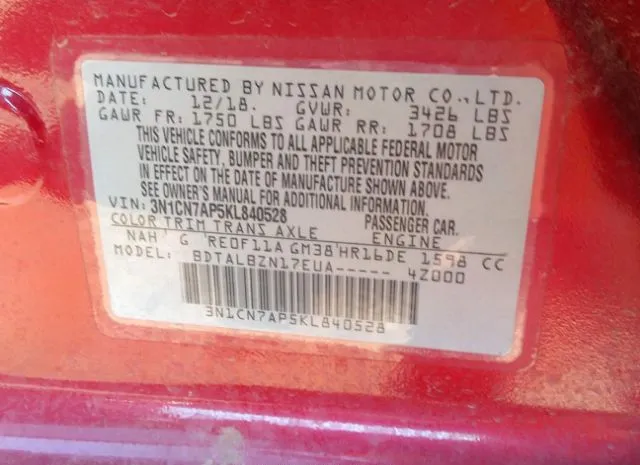 MANUFACTURED BY NISSAN MOTOR CO.,LTD.
DATE: 12/18. GVWR: 3426 LBS
GAWR FR: 1750 LBS GAWR RR: 1708 LBS
THIS VEHICLE CONFORMS TO ALL APPLICABLE FEDERAL MOTOR
VEHICLE SAFETY, BUMPER AND THEFT PREVENTION STANDARDS
IN EFFECT ON THE DATE OF MANUFACTURE SHOWN ABOVE.
SEE OWNER'S MANUAL FOR ADDITIONAL INFORMATION.
VIN: 3N1CN7AP5KL840528 PASSENGER CAR.
COLOR TRIM TRANS AXLE ENGINE
NAH' G 'RE0F11A GM38'HR16DE 1598 CC
MODEL: BDTALBZN17EUA----- 4Z000
3N1CN7AP5KL840528